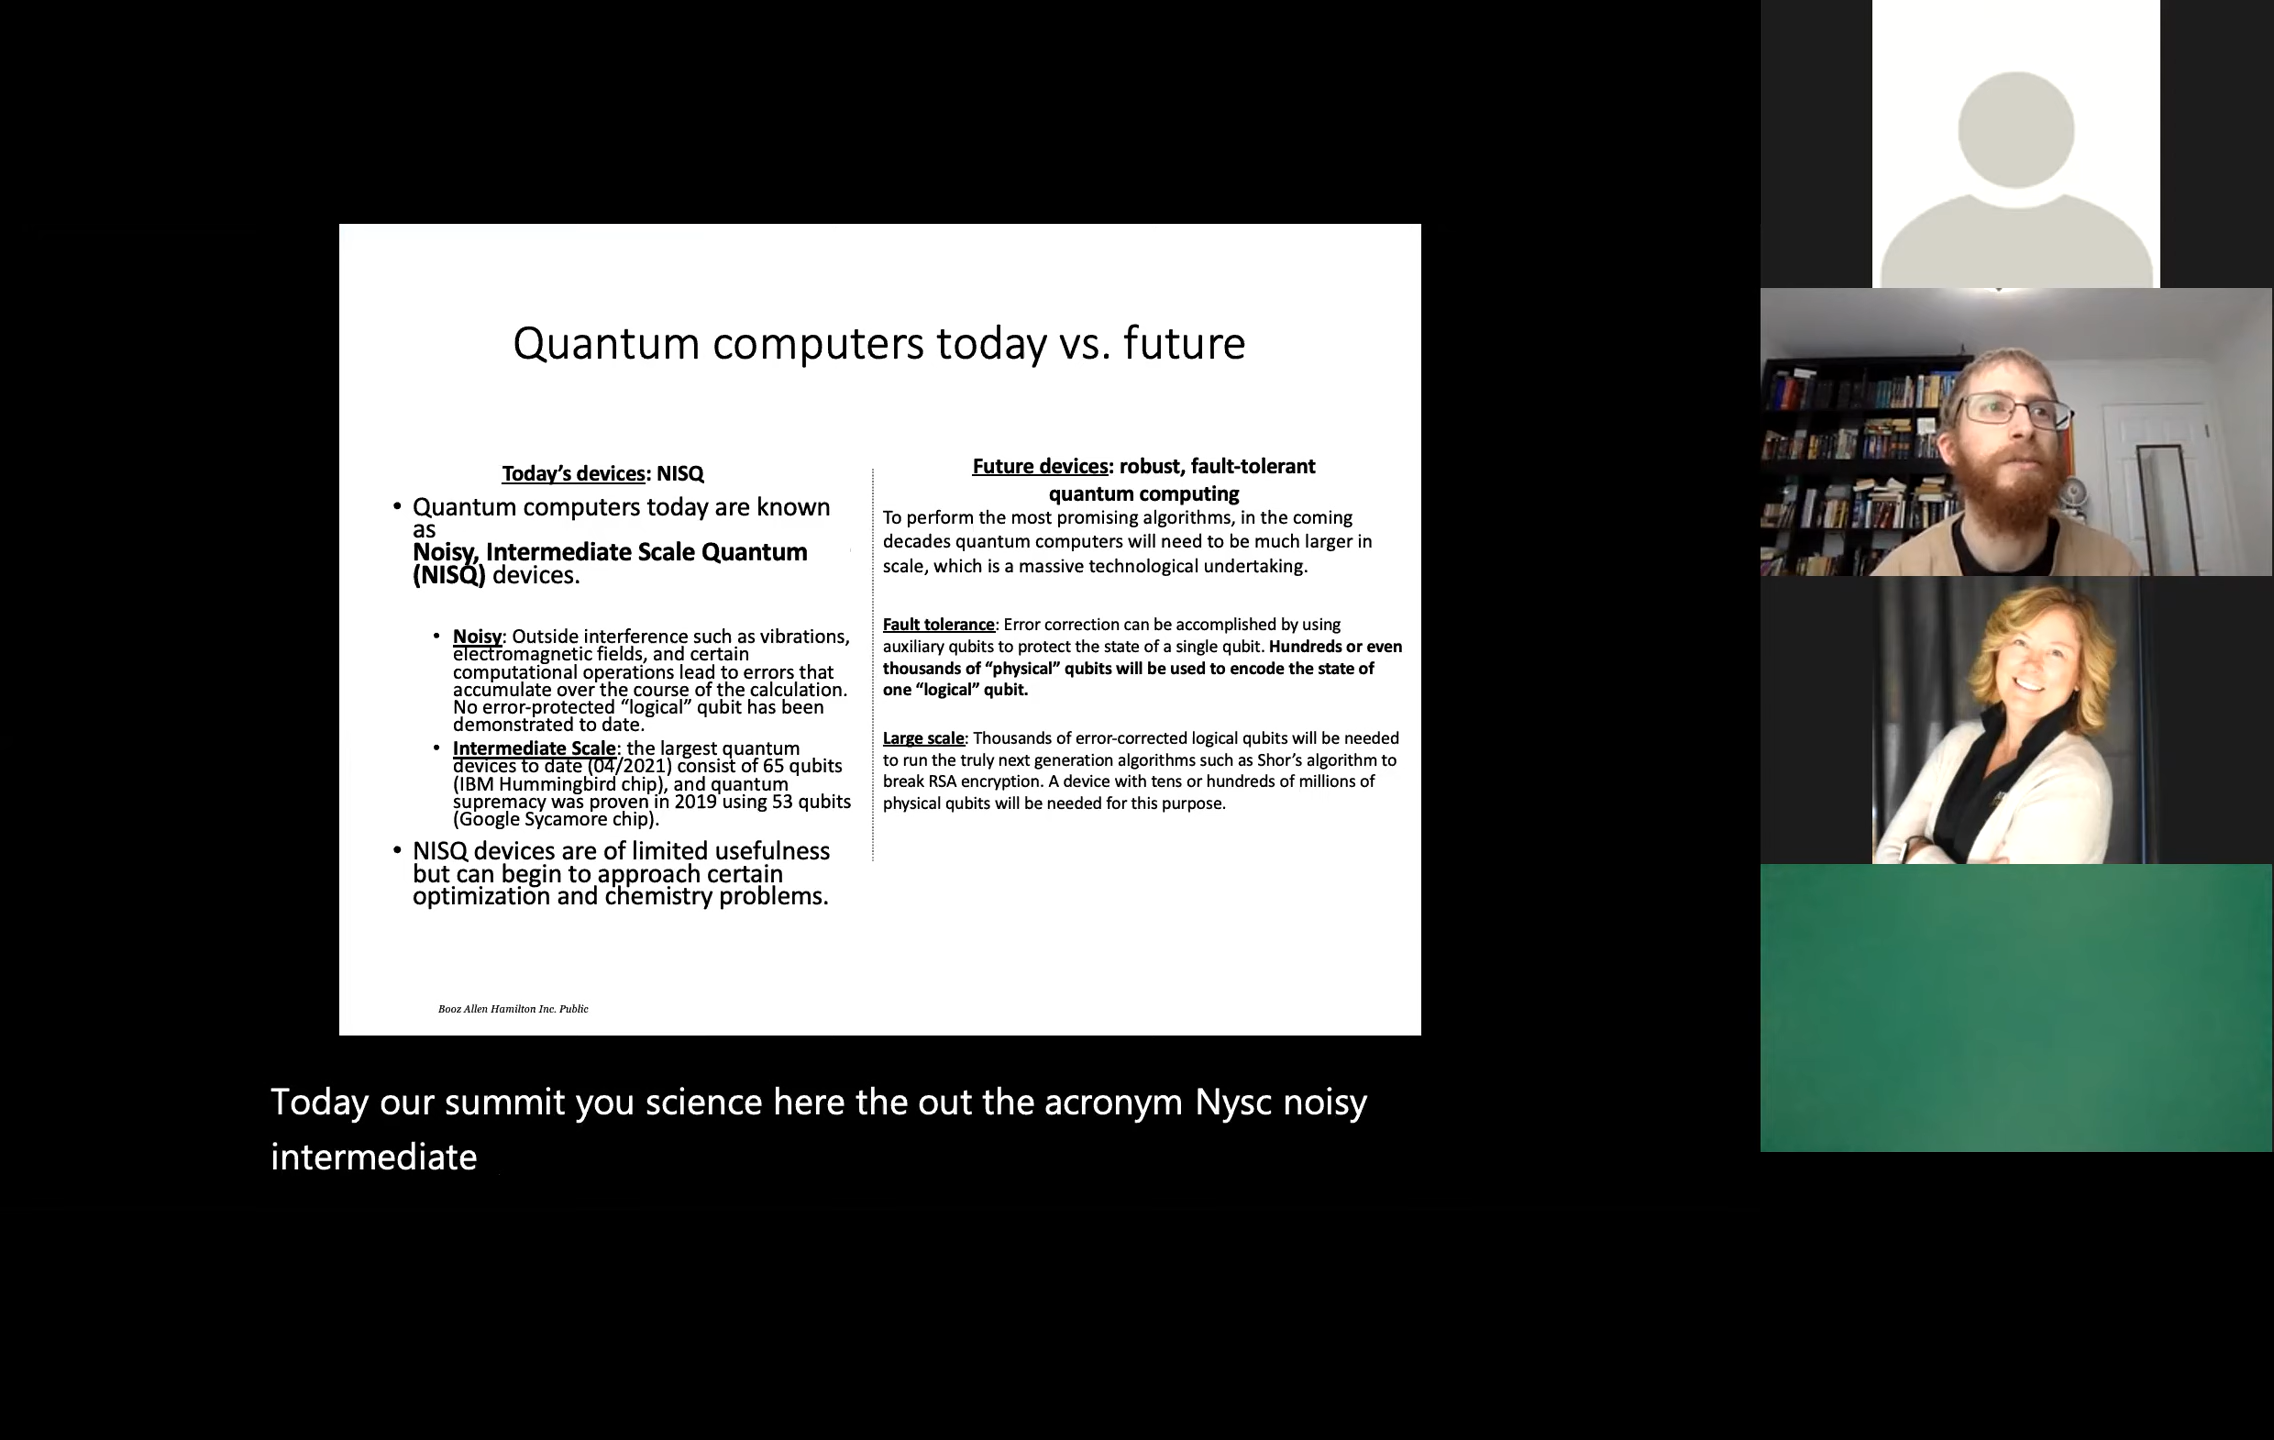 Quantum computers today vs. future
Today's devices: NISQ
• Quantum computers today are known
as
Noisy, Intermediate Scale Quantum
(NISQ) devices.
• Noisy: Outside interference such as vibrations,
electromagnetic fields, and certain
computational operations lead to errors that
accumulate over the course of the calculation.
No error-protected “logical” qubit has been
demonstrated to date.
• Intermediate Scale: the largest quantum
devices to date (04/2021) consist of 65 qubits
(IBM Hummingbird chip), and quantum
supremacy was proven in 2019 using 53 qubits
(Google Sycamore chip).
• NISQ devices are of limited usefulness
but can begin to approach certain
optimization and chemistry problems.
Future devices: robust, fault-tolerant
quantum computing
To perform the most promising algorithms, in the coming
decades quantum computers will need to be much larger in
scale, which is a massive technological undertaking.
Fault tolerance: Error correction can be accomplished by using
auxiliary qubits to protect the state of a single qubit. Hundreds or even
thousands of “physical” qubits will be used to encode the state of
one “logical” qubit.
Large scale: Thousands of error-corrected logical qubits will be needed
to run the truly next generation algorithms such as Shor’s algorithm to
break RSA encryption. A device with tens or hundreds of millions of
physical qubits will be needed for this purpose.
Booz Allen Hamilton Inc. Public
Today our summit you science here the out the acronym Nysc noisy
intermediate